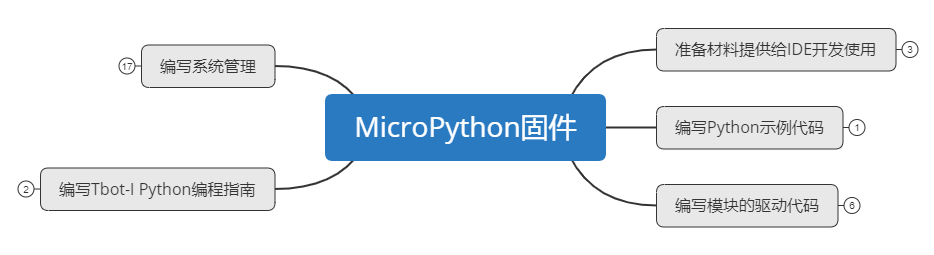 MicroPython固件
准备材料提供给IDE开发使用
3
编写Python示例代码
1
编写模块的驱动代码
6
17
编写系统管理
2
编写Tbot-I Python编程指南